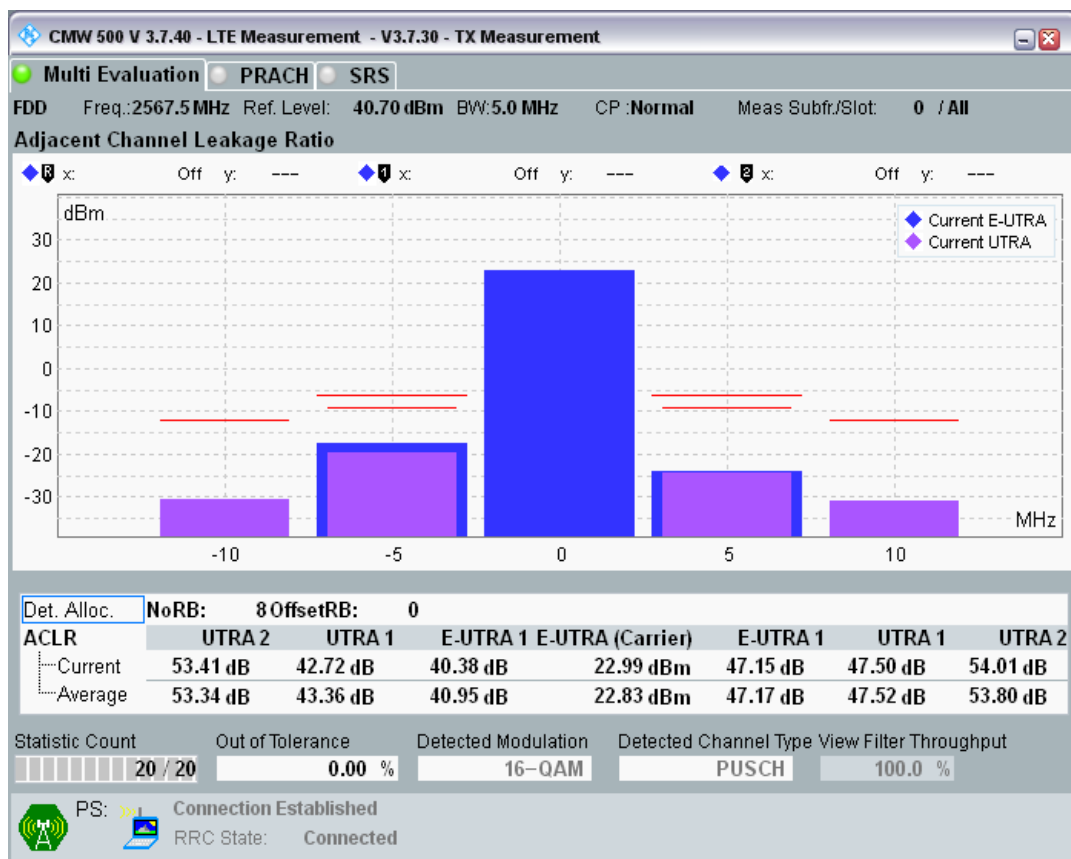 CMW 500 V 3.7.40 - LTE Measurement - V3.7.30 - TX Measurement
Multi Evaluation PRACH SRS
FDD Freq.:2567.5 MHz Ref. Level: 40.70 dBm BW:5.0 MHz CP :Normal Meas Subfr./Slot: 0 / All
Adjacent Channel Leakage Ratio
R x: Off y: --- 1 x: Off y: --- 2 x: Off y: ---
dBm
Current E-UTRA
Current UTRA
30
20
10
0
-10
-20
-30
MHz
-10 -5 0 5 10
Det. Alloc. NoRB: 8 OffsetRB: 0
ACLR UTRA 2 UTRA 1 E-UTRA 1 E-UTRA (Carrier) E-UTRA 1 UTRA 1 UTRA 2
Current 53.41 dB 42.72 dB 40.38 dB 22.99 dBm 47.15 dB 47.50 dB 54.01 dB
Average 53.34 dB 43.36 dB 40.95 dB 22.83 dBm 47.17 dB 47.52 dB 53.80 dB
Statistic Count Out of Tolerance Detected Modulation Detected Channel Type View Filter Throughput
20 / 20 0.00 % 16-QAM PUSCH 100.0 %
PS: Connection Established
RRC State: Connected